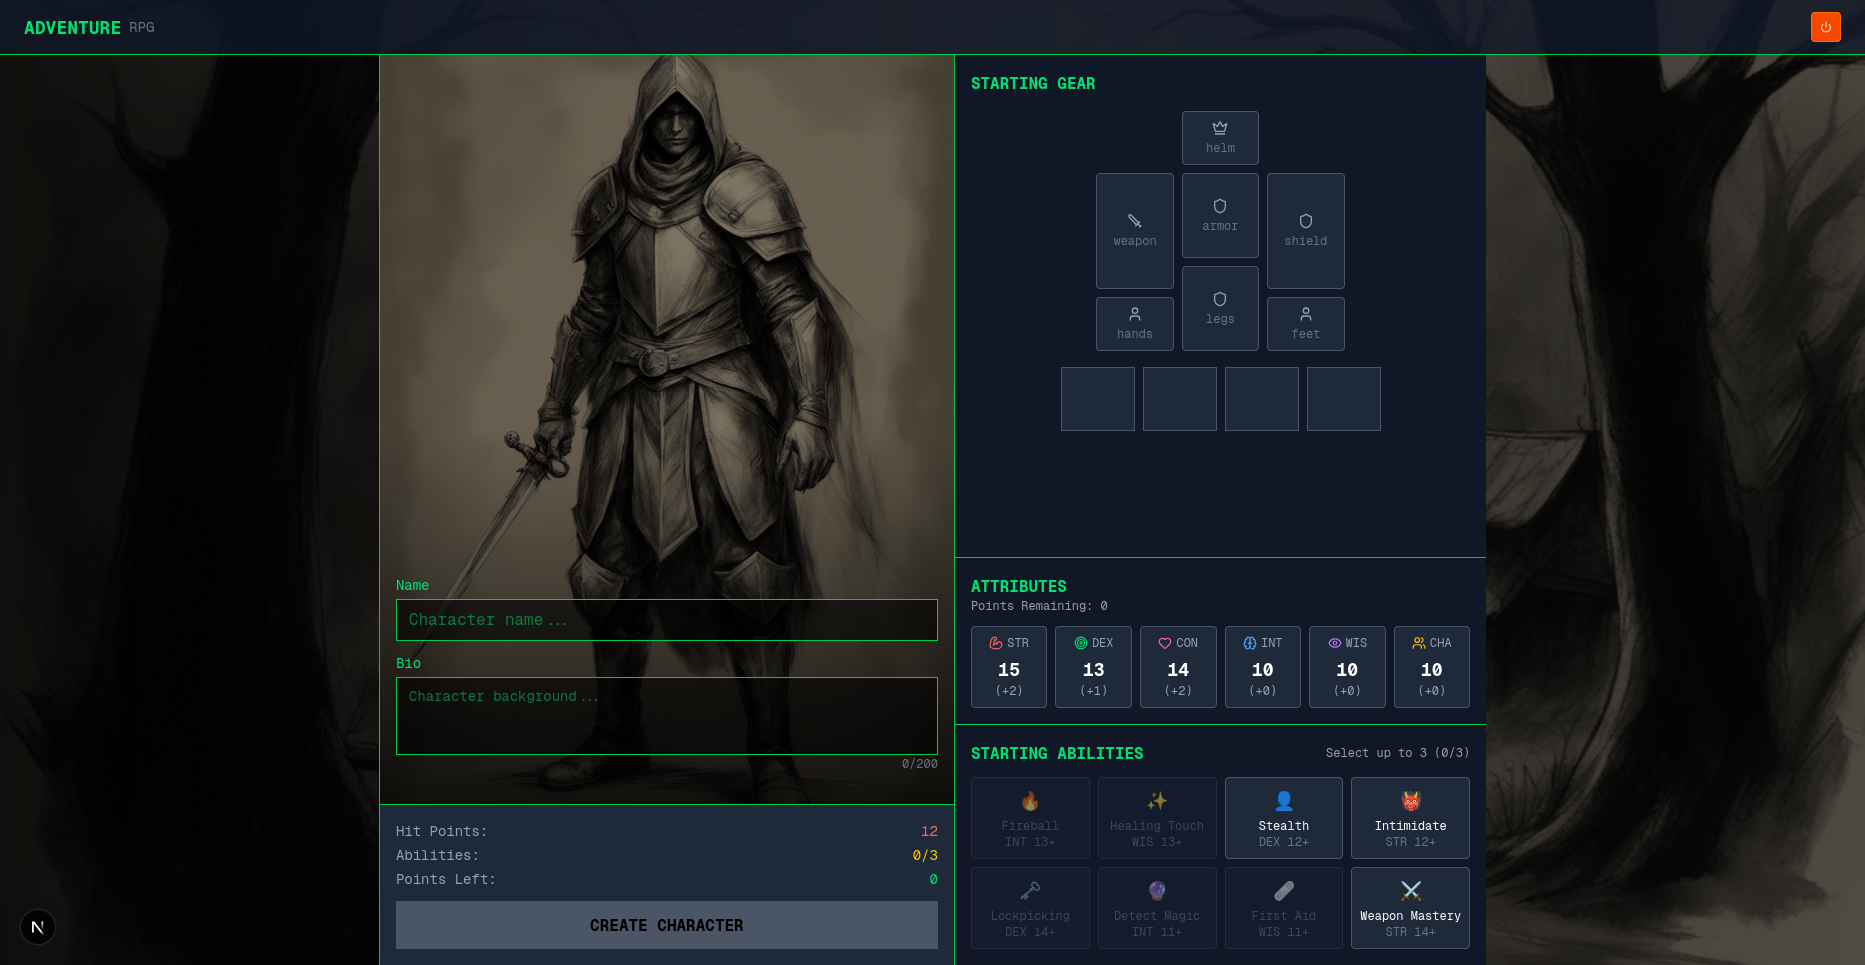 ADVENTURE RPG
Name
Character name...
Bio
Character background...
0/200
Hit Points: 12
Abilities: 0/3
Points Left: 0
CREATE CHARACTER
STARTING GEAR
helm
weapon
armor
shield
hands
legs
feet
ATTRIBUTES
Points Remaining: 0
STR DEX CON INT WIS CHA
15 13 14 10 10 10
(+2) (+1) (+2) (+0) (+0) (+0)
STARTING ABILITIES Select up to 3 (0/3)
Fireball Healing Touch Stealth Intimidate
INT 13+ WIS 13+ DEX 12+ STR 12+
Lockpicking Detect Magic First Aid Weapon Mastery
DEX 14+ INT 11+ WIS 11+ STR 14+
N